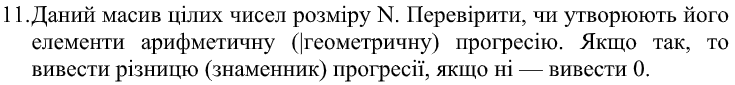 11.Даний масив цілих чисел розміру N. Перевірити, чи утворюють його
елементи арифметичну (|геометричну) прогресію. Якщо так, то
вивести різницю (знаменник) прогресії, якщо ні — вивести 0.